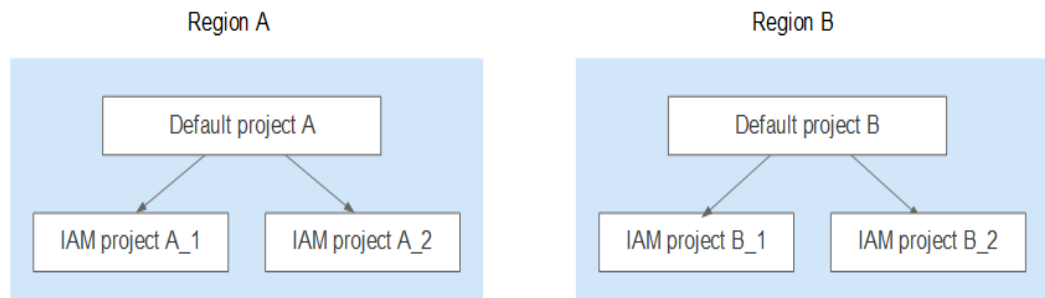 Region A
Region B
Default project A
Default project B
IAM project A_1
IAM project A_2
IAM project B_1
IAM project B_2